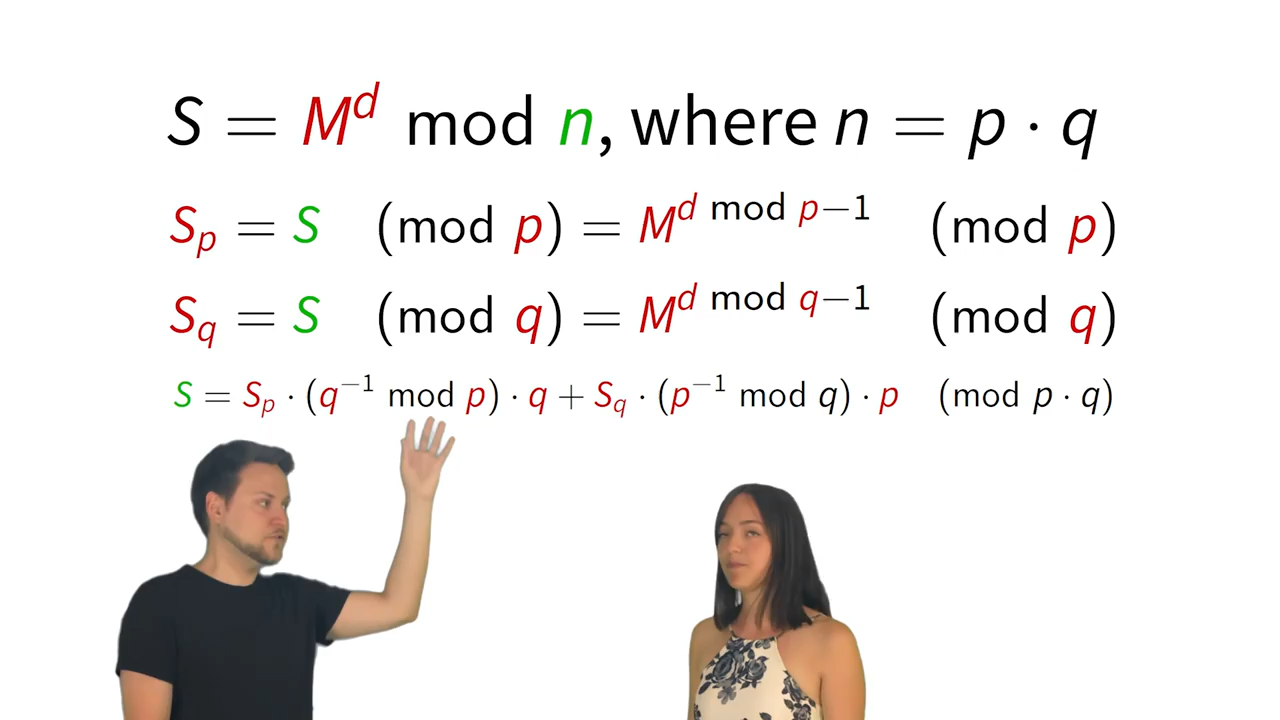 S = M^d mod n, where n = p · q
S_p = S (mod p) = M^{d mod p−1} (mod p)
S_q = S (mod q) = M^{d mod q−1} (mod q)
S = S_p · (q^{−1} mod p) · q + S_q · (p^{−1} mod q) · p (mod p · q)